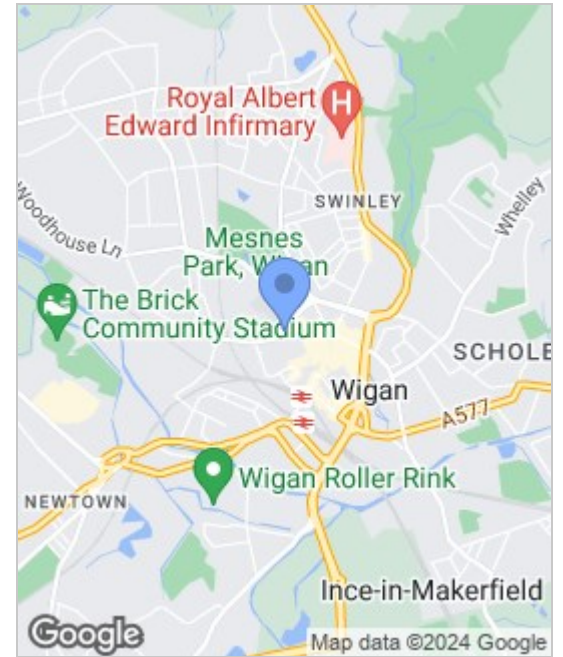 Royal Albert
Edward Infirmary
H
SWINLEY
Whelley
Woodhouse Ln
Mesnes
Park, Wigan
The Brick
Community Stadium
SCHOLE
Wigan
A577
Wigan Roller Rink
NEWTOWN
Ince-in-Makerfield
Google
Map data ©2024 Google